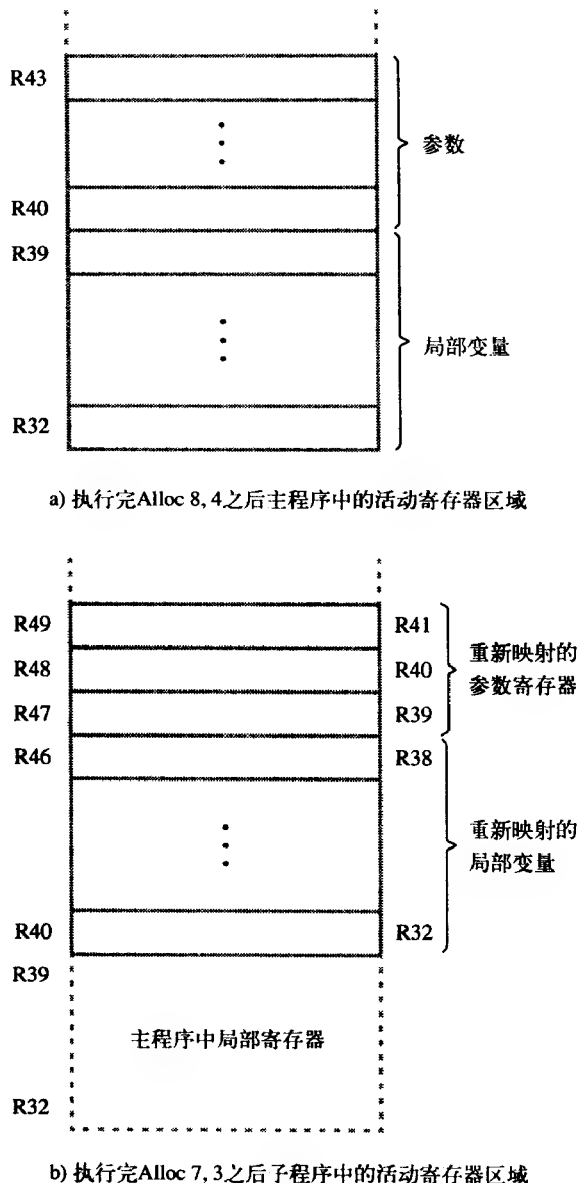 R43
参数
R40
R39
局部变量
R32
a) 执行完Alloc 8, 4之后主程序中的活动寄存器区域
R49
R41
重新映射的
参数寄存器
R48
R40
R47
R39
R46
R38
重新映射的
局部变量
R40
R32
R39
主程序中局部寄存器
R32
b) 执行完Alloc 7, 3之后子程序中的活动寄存器区域